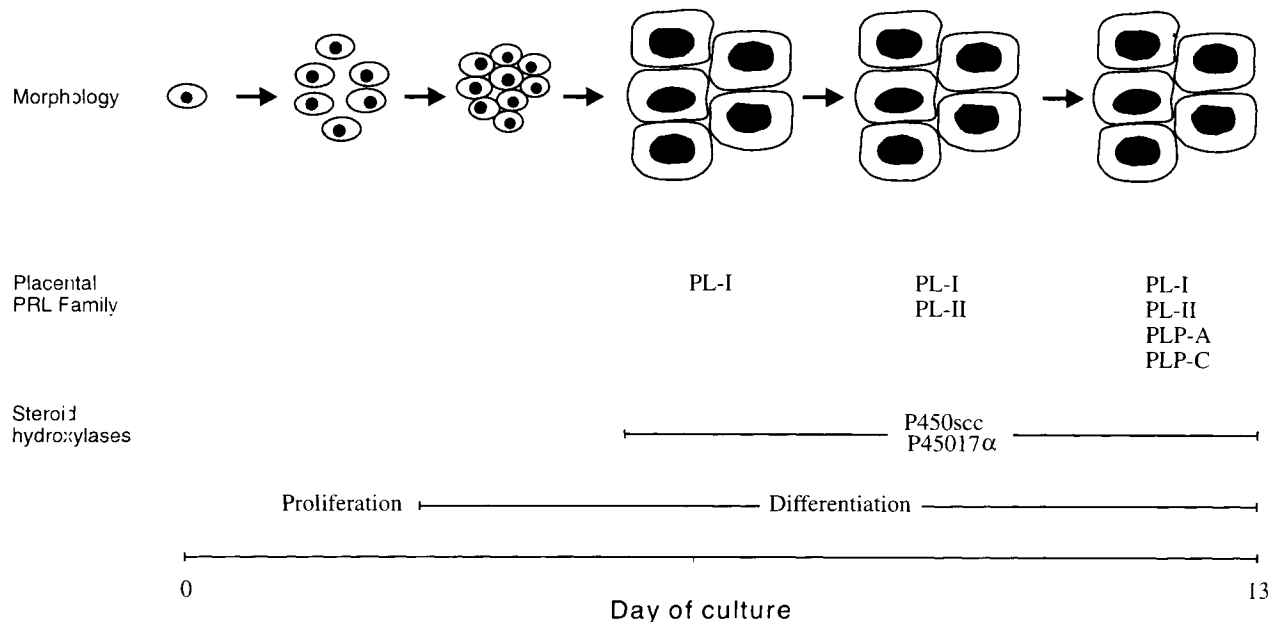 Morphology
Placental
PRL Family
PL-I
PL-I
PL-II
PL-I
PL-II
PLP-A
PLP-C
Steroid
hydroxylases
P450scc
P45017α
Proliferation
Differentiation
0
13
Day of culture